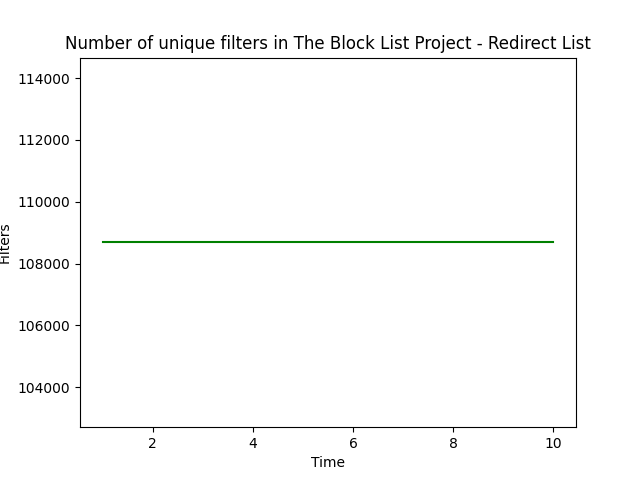 Number of unique filters in The Block List Project - Redirect List
114000
112000
110000
108000
106000
104000
Filters
2 4 6 8 10
Time